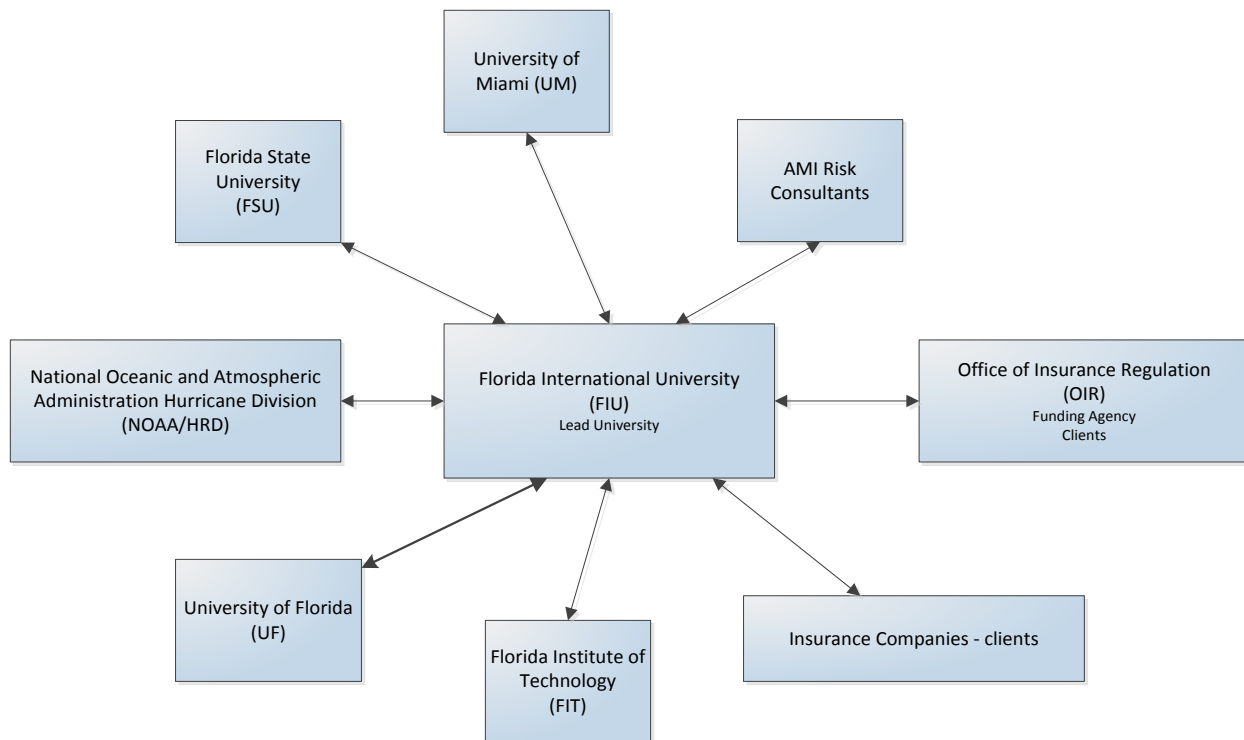 University of
Miami (UM)
Florida State
University
(FSU)
AMI Risk
Consultants
National Oceanic and Atmospheric
Administration Hurricane Division
(NOAA/HRD)
Florida International University
(FIU)
Lead University
Office of Insurance Regulation
(OIR)
Funding Agency
Clients
University of Florida
(UF)
Florida Institute of
Technology
(FIT)
Insurance Companies - clients